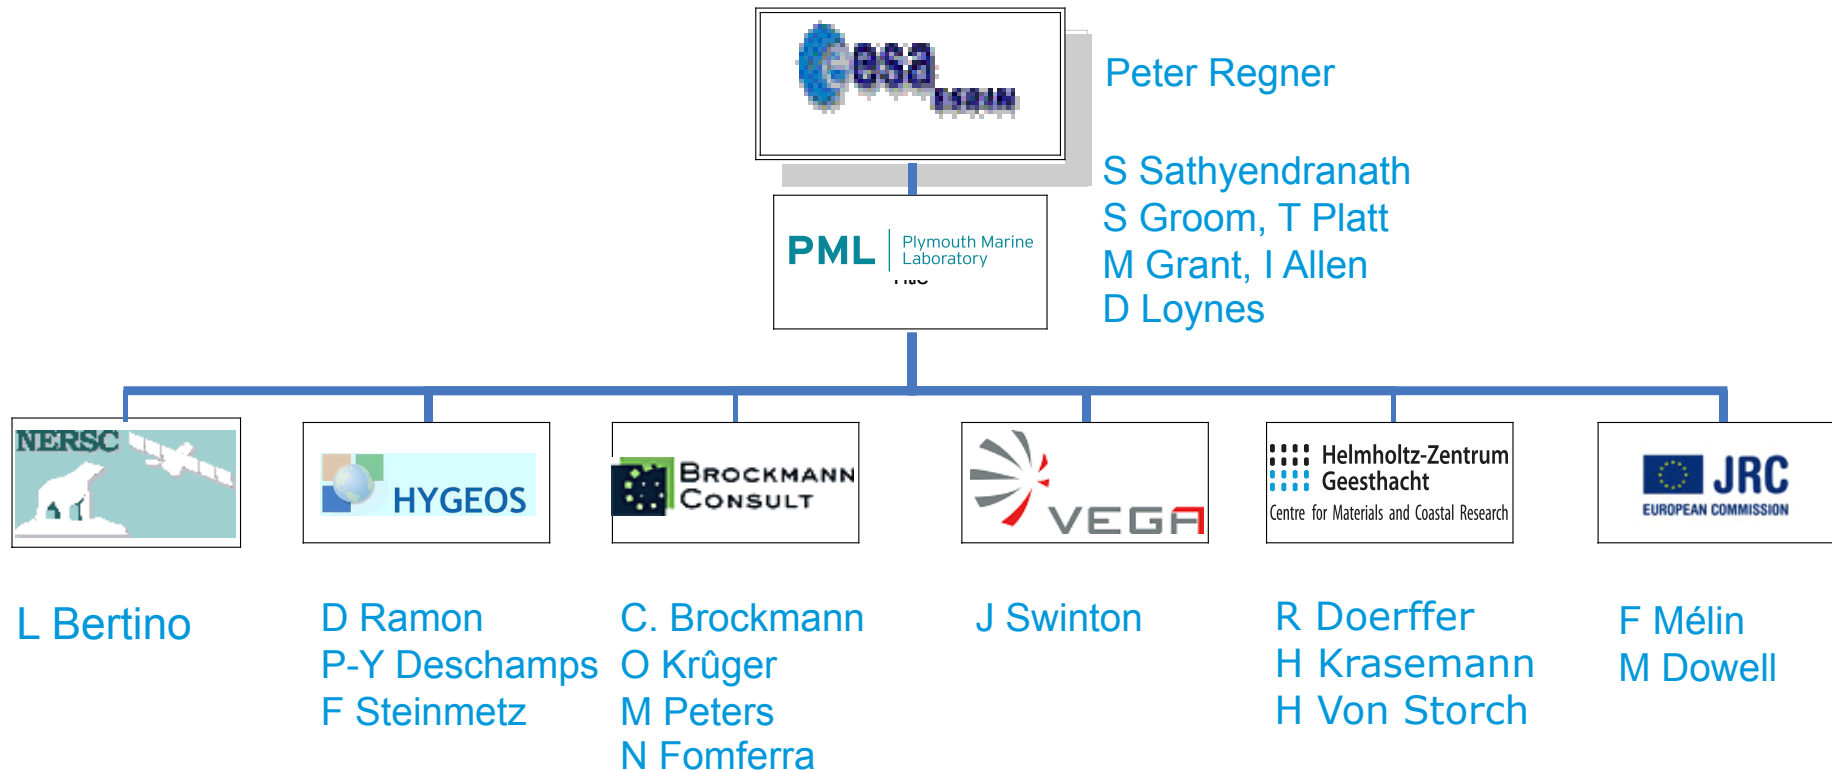 esa
ESRIN
Peter Regner
S Sathyendranath
S Groom, T Platt
M Grant, I Allen
D Loynes
PML
Plymouth Marine
Laboratory
NERSC
HYGEOS
BROCKMANN
CONSULT
VEGA
Helmholtz-Zentrum
Geesthacht
Centre for Materials and Coastal Research
JRC
EUROPEAN COMMISSION
L Bertino
D Ramon
P-Y Deschamps
F Steinmetz
C. Brockmann
O Krûger
M Peters
N Fomferra
J Swinton
R Doerffer
H Krasemann
H Von Storch
F Mélin
M Dowell